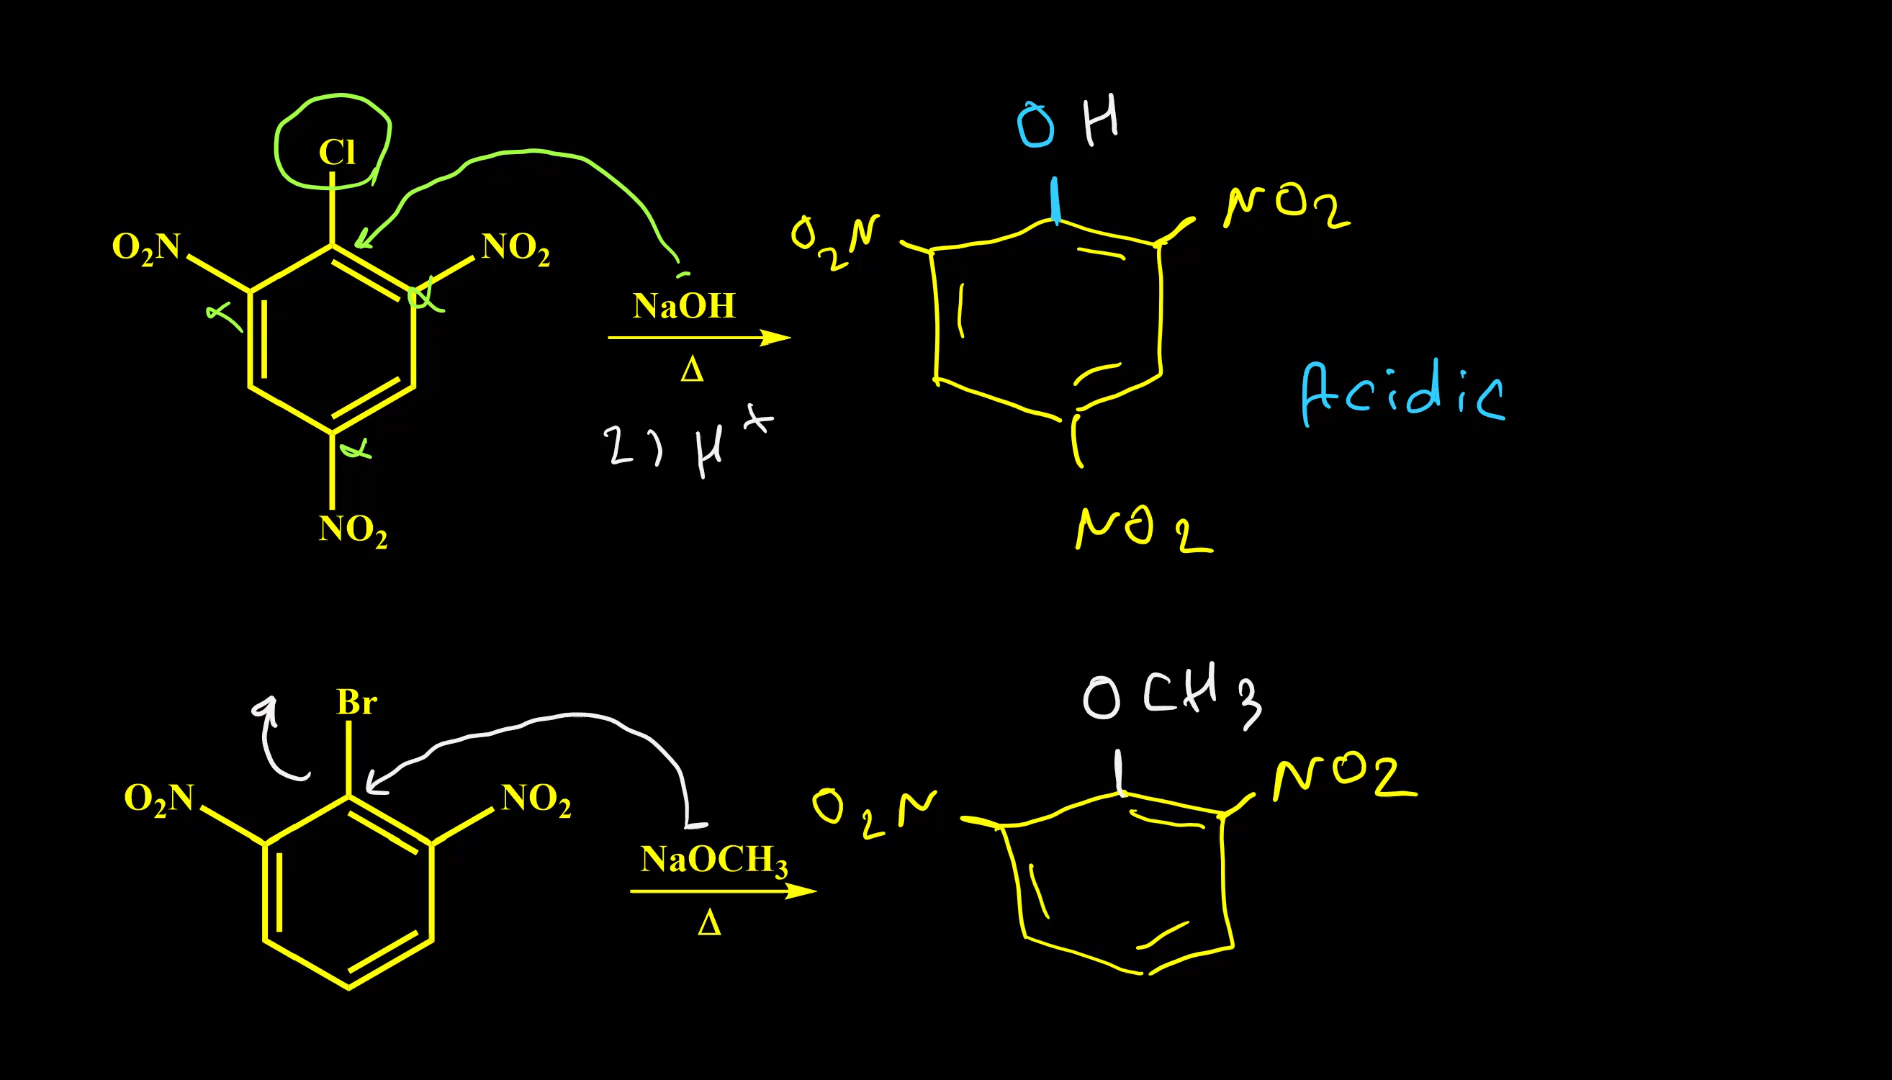 Cl
OH
O₂N
NO₂
O₂N
NO₂
NaOH
Δ
2) H⁺
Acidic
NO₂
NO₂
Br
OCH₃
O₂N
NO₂
O₂N
NO₂
NaOCH₃
Δ